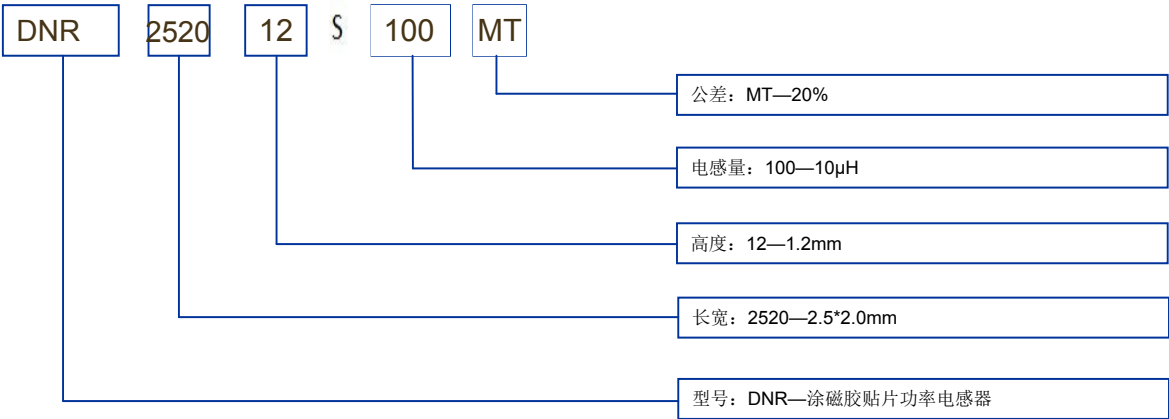 DNR 2520 12 S 100 MT
公差：MT—20%
电感量：100—10μH
高度：12—1.2mm
长宽：2520—2.5*2.0mm
型号：DNR—涂磁胶贴片功率电感器